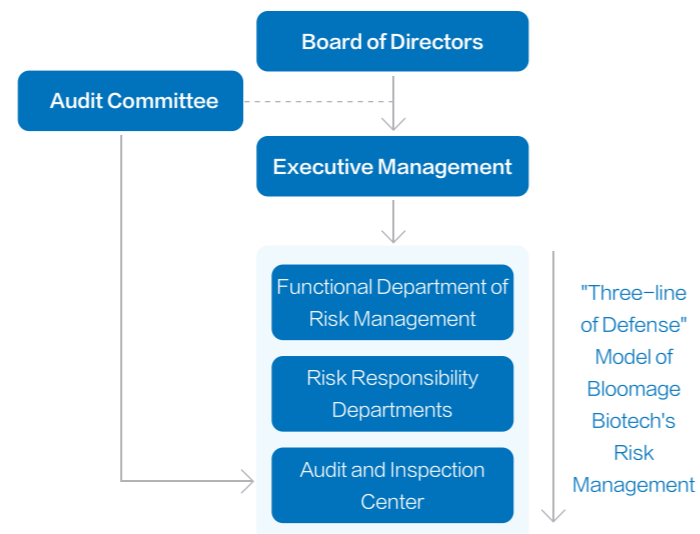 Board of Directors
Audit Committee
Executive Management
Functional Department of
Risk Management
Risk Responsibility
Departments
Audit and Inspection
Center
"Three-line
of Defense"
Model of
Bloomage
Biotech's
Risk
Management